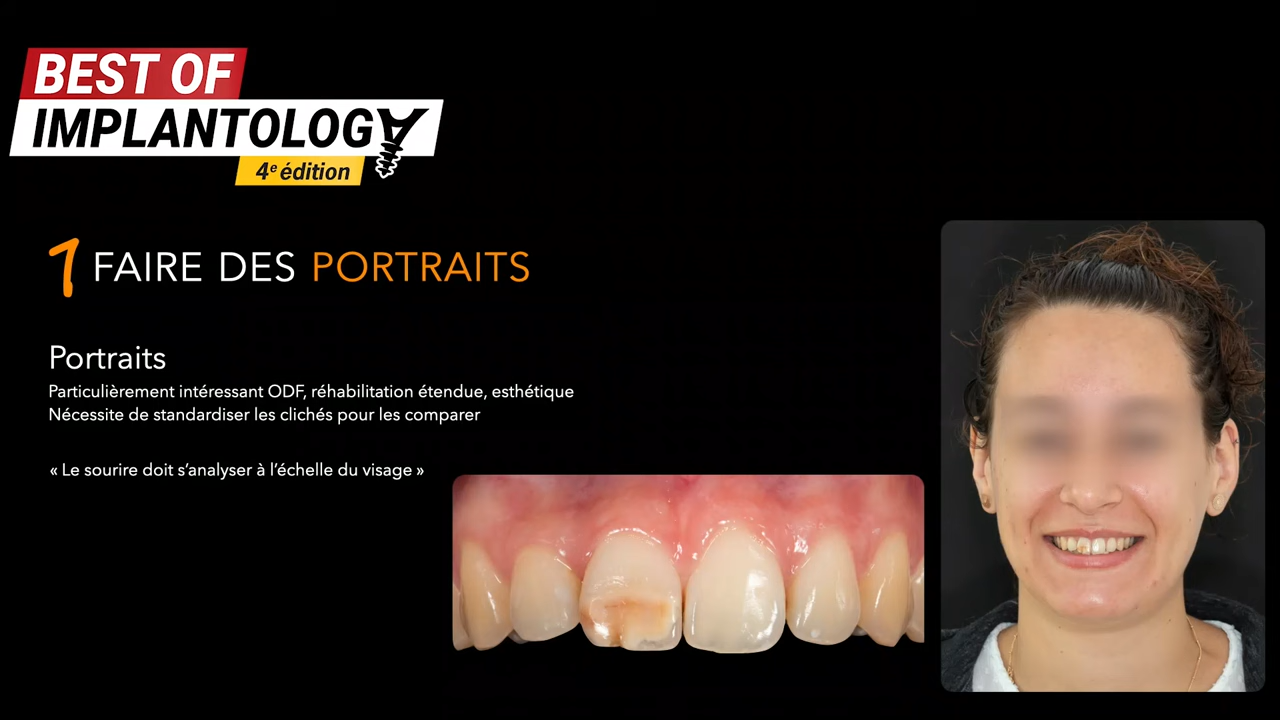 BEST OF
IMPLANTOLOGY
4e édition
1 FAIRE DES PORTRAITS
Portraits
Particulièrement intéressant ODF, réhabilitation étendue, esthétique
Nécessite de standardiser les clichés pour les comparer
« Le sourire doit s’analyser à l’échelle du visage »